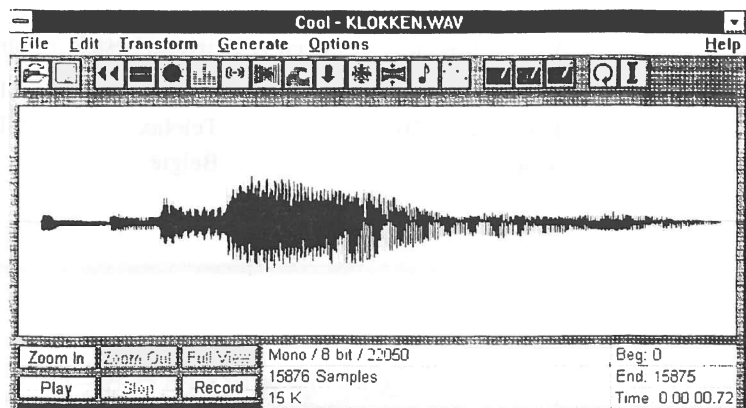 Cool - KLOKKEN.WAV
File Edit Transform Generate Options Help
Telefax
België
Zoom In Zoom Out Full View Mono / 8 bit / 22050 Beg: 0
15876 Samples End. 15875
Play Stop Record
15 K Time 0 00 00.72